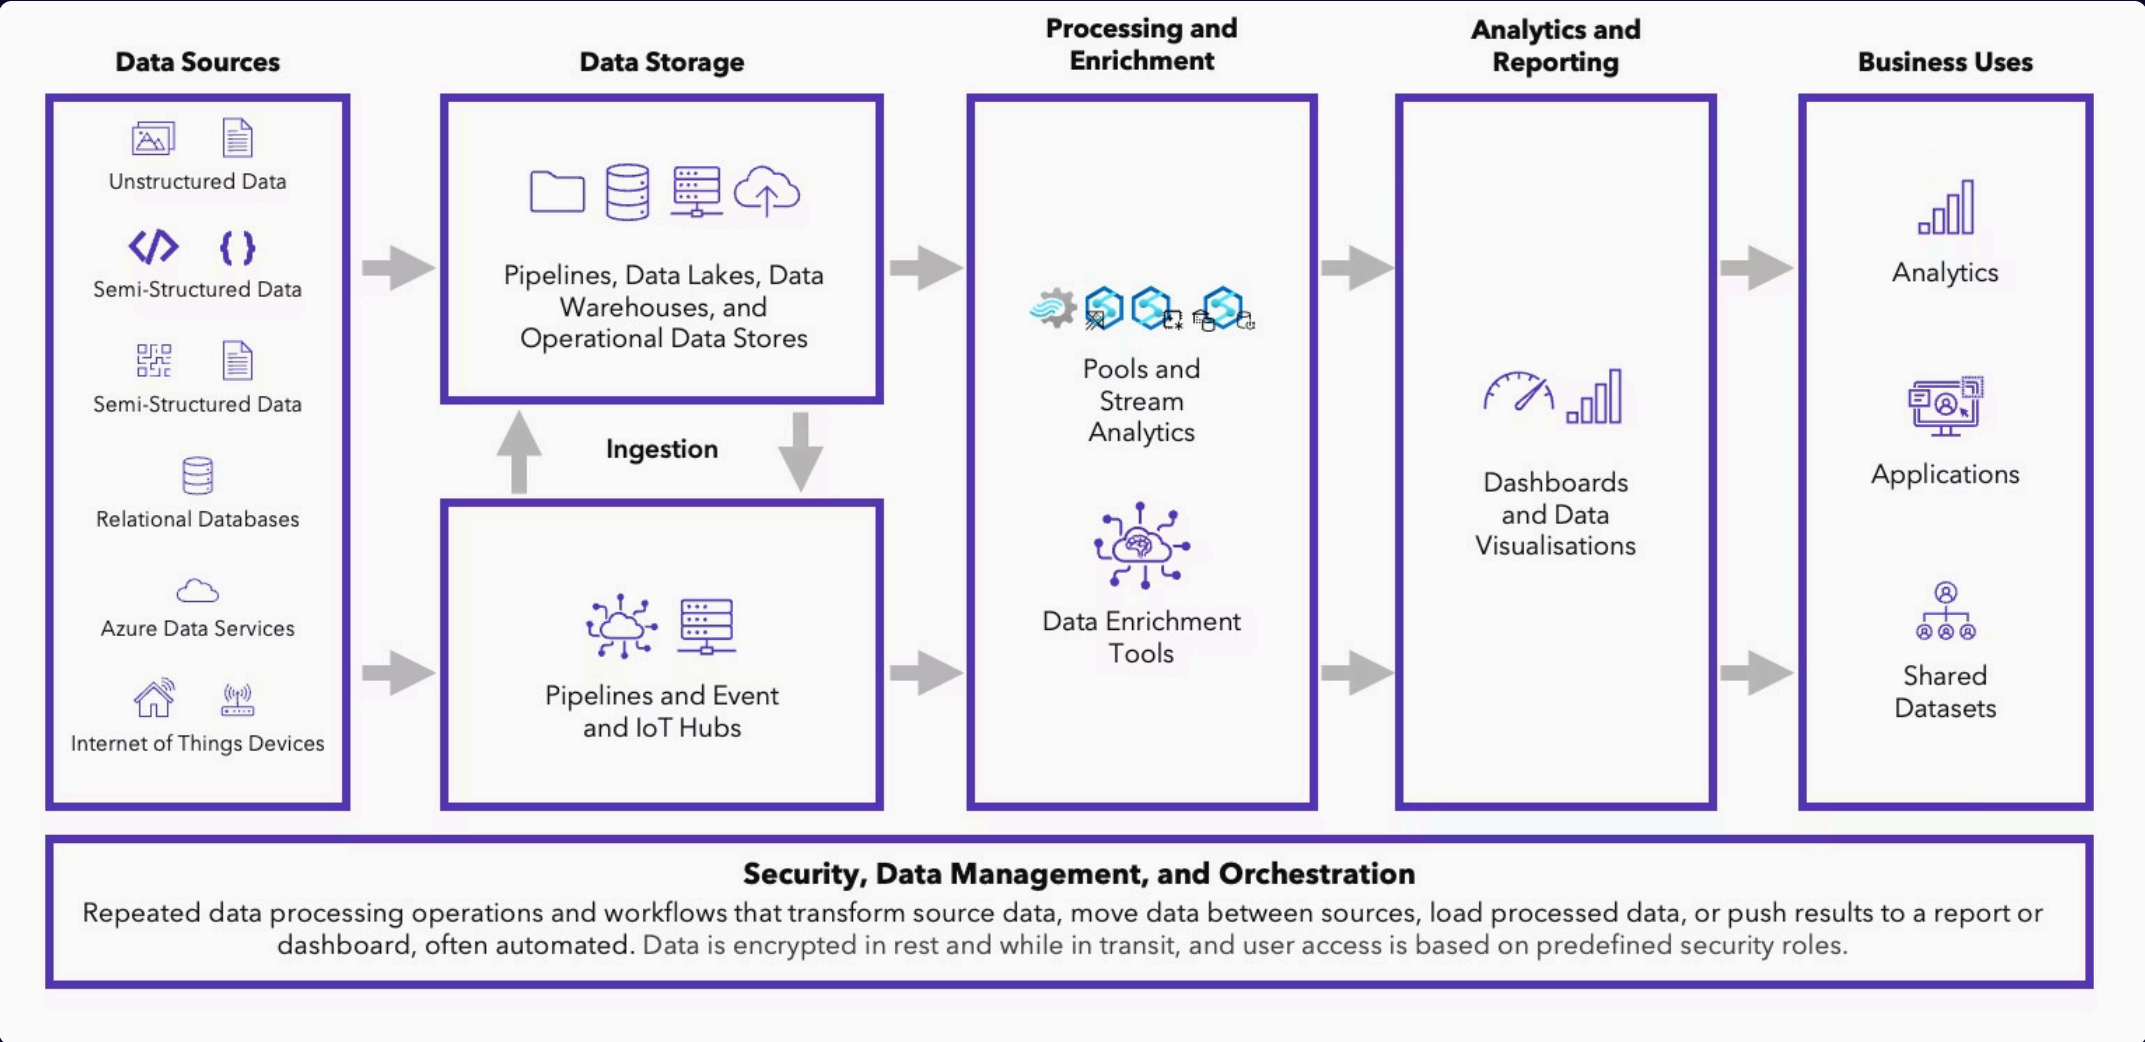 Data Sources
Unstructured Data
Semi-Structured Data
Semi-Structured Data
Relational Databases
Azure Data Services
Internet of Things Devices
Data Storage
Pipelines, Data Lakes, Data
Warehouses, and
Operational Data Stores
Ingestion
Pipelines and Event
and IoT Hubs
Processing and
Enrichment
Pools and
Stream
Analytics
Data Enrichment
Tools
Analytics and
Reporting
Dashboards
and Data
Visualisations
Business Uses
Analytics
Applications
Shared
Datasets
Security, Data Management, and Orchestration
Repeated data processing operations and workflows that transform source data, move data between sources, load processed data, or push results to a report or
dashboard, often automated. Data is encrypted in rest and while in transit, and user access is based on predefined security roles.